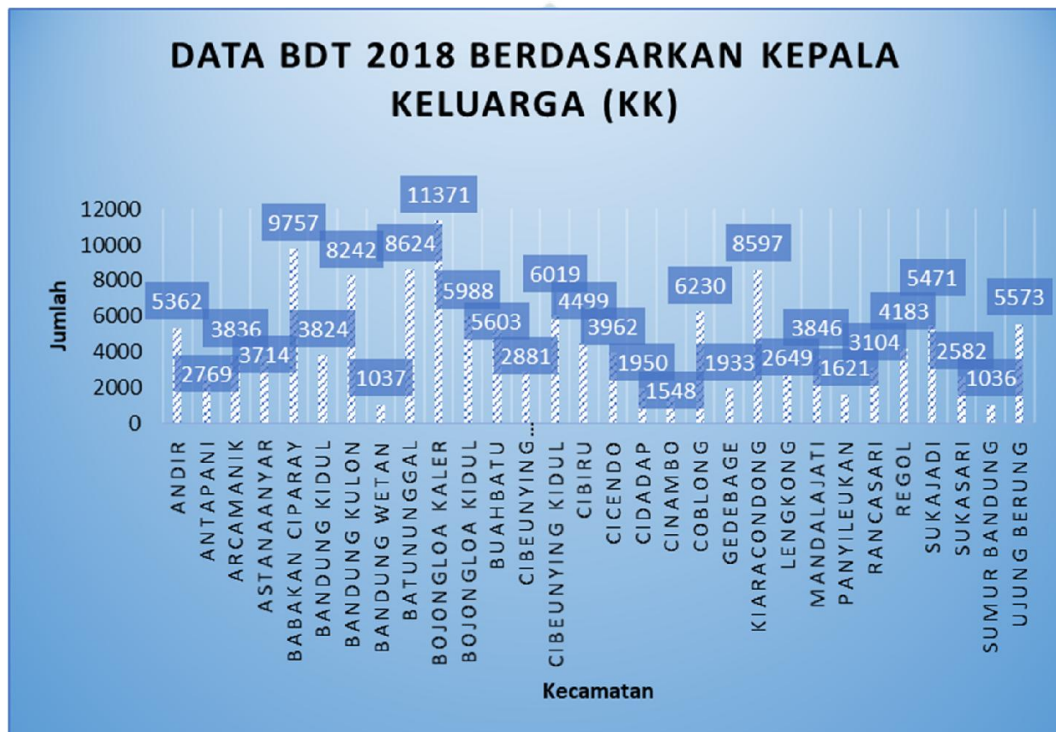 DATA BDT 2018 BERDASARKAN KEPALA
KELUARGA (KK)
Jumlah
12000
10000
8000
6000
4000
2000
0
5362
2769
3836
3714
9757
3824
8242
1037
8624
11371
5988
5603
2881
6019
4499
3962
1950
1548
6230
1933
8597
2649
3846
1621
3104
4183
5471
2582
1036
5573
ANDIR
ANTAPANI
ARCAMANIK
ASTANAANYAR
BABAKAN CIPARAY
BANDUNG KIDUL
BANDUNG KULON
BANDUNG WETAN
BATUNUNGGAL
BOJONGLOA KALER
BOJONGLOA KIDUL
BUAHBATU
CIBEUNYING…
CIBEUNYING KIDUL
CIBIRU
CICENDO
CIDADAP
CINAMBO
COBLONG
GEDEBAGE
KIARACONDONG
LENGKONG
MANDALAJATI
PANYILEUKAN
RANCASARI
REGOL
SUKAJADI
SUKASARI
SUMUR BANDUNG
UJUNG BERUNG
Kecamatan